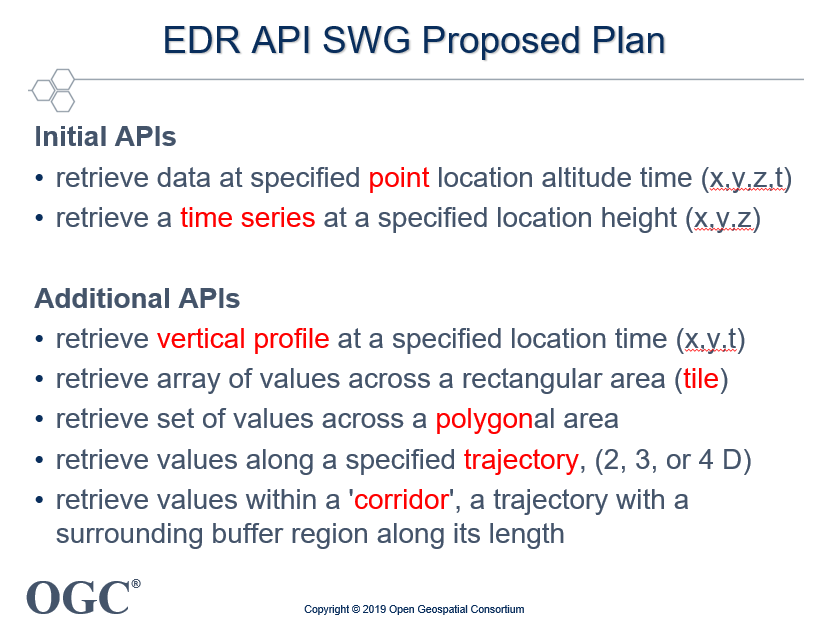 EDR API SWG Proposed Plan
Initial APIs
• retrieve data at specified point location altitude time (x,y,z,t)
• retrieve a time series at a specified location height (x,y,z)
Additional APIs
• retrieve vertical profile at a specified location time (x,y,t)
• retrieve array of values across a rectangular area (tile)
• retrieve set of values across a polygonal area
• retrieve values along a specified trajectory, (2, 3, or 4 D)
• retrieve values within a 'corridor', a trajectory with a
surrounding buffer region along its length
OGC®
Copyright © 2019 Open Geospatial Consortium